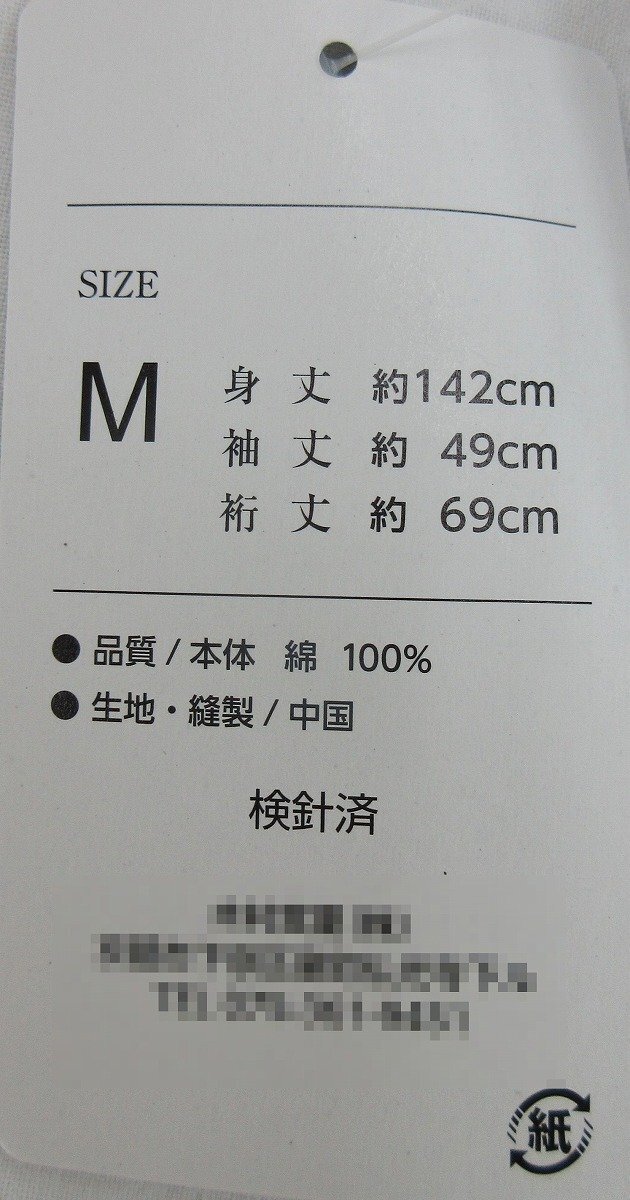 SIZE
M
身丈 約142cm
袖丈 約 49cm
裄丈 約 69cm
● 品質 / 本体 綿 100%
● 生地・縫製 / 中国
検針済
紙